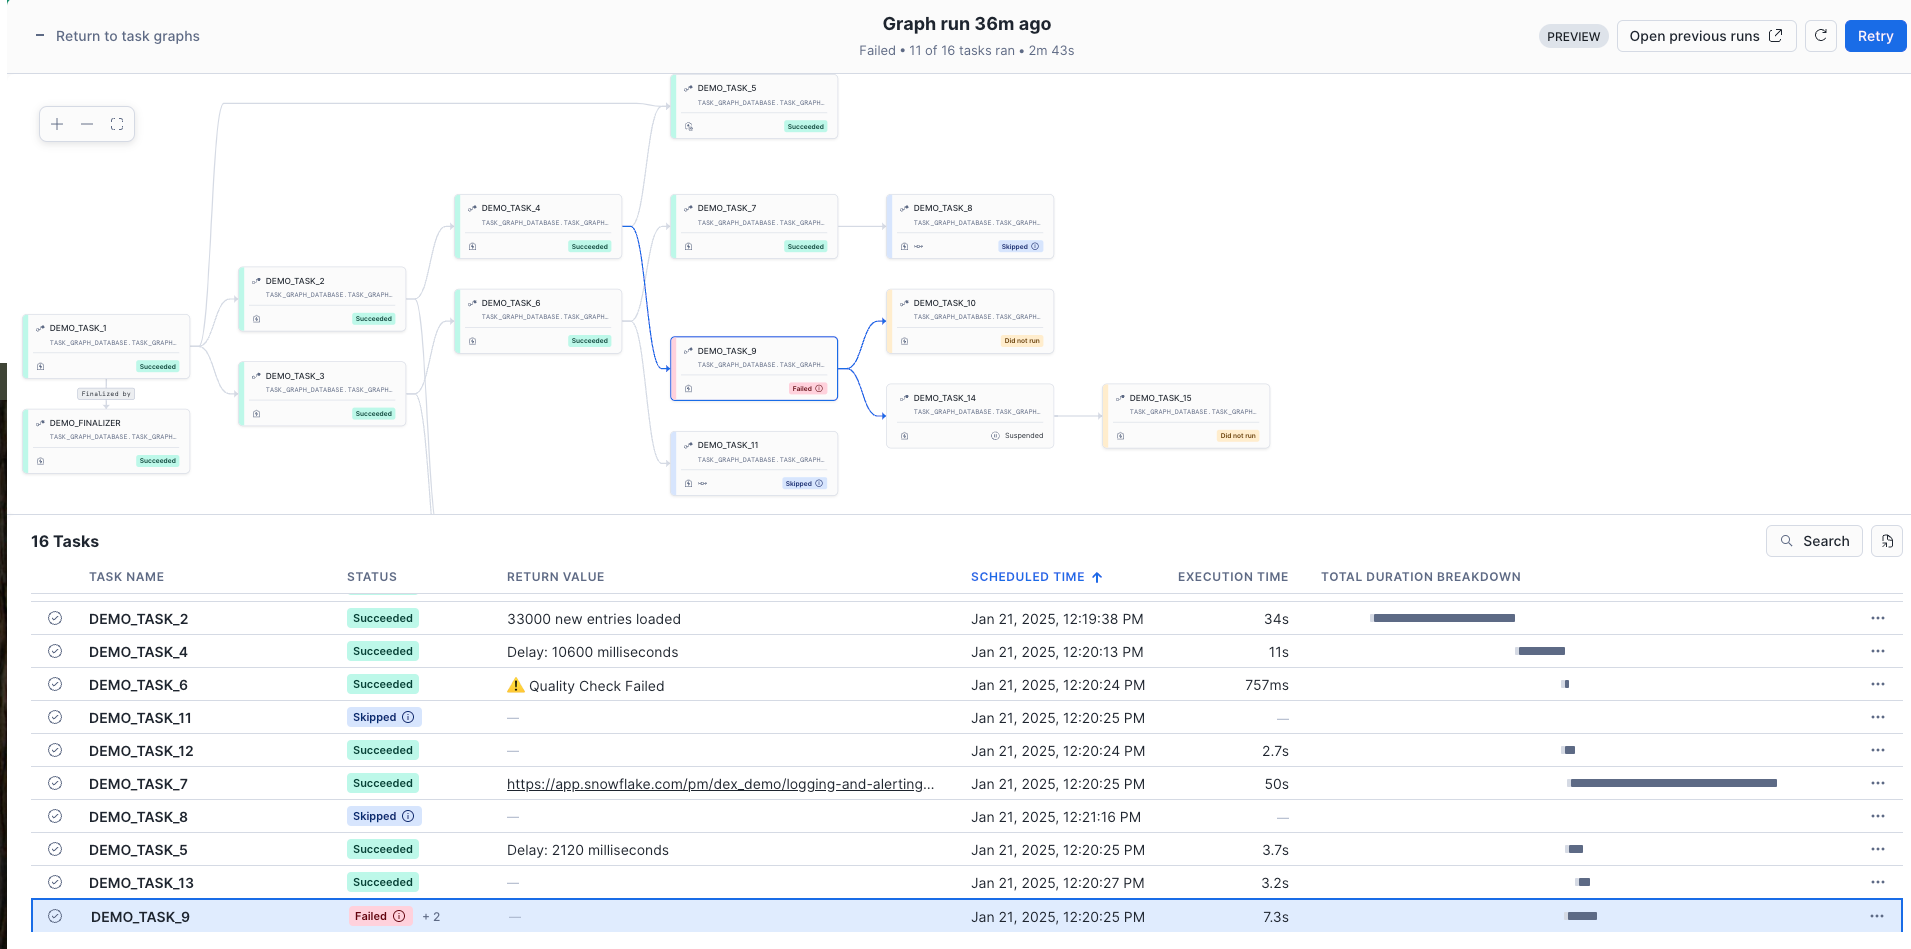 Return to task graphs
Graph run 36m ago
Failed • 11 of 16 tasks ran • 2m 43s
PREVIEW
Open previous runs
Retry
DEMO_TASK_5
TASK_GRAPH_DATABASE.TASK_GRAPH…
Succeeded
DEMO_TASK_4
TASK_GRAPH_DATABASE.TASK_GRAPH…
Succeeded
DEMO_TASK_7
TASK_GRAPH_DATABASE.TASK_GRAPH…
Succeeded
DEMO_TASK_8
TASK_GRAPH_DATABASE.TASK_GRAPH…
Skipped
DEMO_TASK_2
TASK_GRAPH_DATABASE.TASK_GRAPH…
Succeeded
DEMO_TASK_6
TASK_GRAPH_DATABASE.TASK_GRAPH…
Succeeded
DEMO_TASK_10
TASK_GRAPH_DATABASE.TASK_GRAPH…
Did not run
DEMO_TASK_1
TASK_GRAPH_DATABASE.TASK_GRAPH…
Succeeded
Finalized by
DEMO_TASK_9
TASK_GRAPH_DATABASE.TASK_GRAPH…
Failed
DEMO_TASK_3
TASK_GRAPH_DATABASE.TASK_GRAPH…
Succeeded
DEMO_TASK_14
TASK_GRAPH_DATABASE.TASK_GRAPH…
Suspended
DEMO_TASK_15
TASK_GRAPH_DATABASE.TASK_GRAPH…
Did not run
DEMO_FINALIZER
TASK_GRAPH_DATABASE.TASK_GRAPH…
Succeeded
DEMO_TASK_11
TASK_GRAPH_DATABASE.TASK_GRAPH…
Skipped
16 Tasks
Search
TASK NAME STATUS RETURN VALUE SCHEDULED TIME EXECUTION TIME TOTAL DURATION BREAKDOWN
DEMO_TASK_2 Succeeded 33000 new entries loaded Jan 21, 2025, 12:19:38 PM 34s
DEMO_TASK_4 Succeeded Delay: 10600 milliseconds Jan 21, 2025, 12:20:13 PM 11s
DEMO_TASK_6 Succeeded ⚠️ Quality Check Failed Jan 21, 2025, 12:20:24 PM 757ms
DEMO_TASK_11 Skipped — Jan 21, 2025, 12:20:25 PM —
DEMO_TASK_12 Succeeded — Jan 21, 2025, 12:20:24 PM 2.7s
DEMO_TASK_7 Succeeded https://app.snowflake.com/pm/dex_demo/logging-and-alerting… Jan 21, 2025, 12:20:25 PM 50s
DEMO_TASK_8 Skipped — Jan 21, 2025, 12:21:16 PM —
DEMO_TASK_5 Succeeded Delay: 2120 milliseconds Jan 21, 2025, 12:20:25 PM 3.7s
DEMO_TASK_13 Succeeded — Jan 21, 2025, 12:20:27 PM 3.2s
DEMO_TASK_9 Failed + 2 — Jan 21, 2025, 12:20:25 PM 7.3s